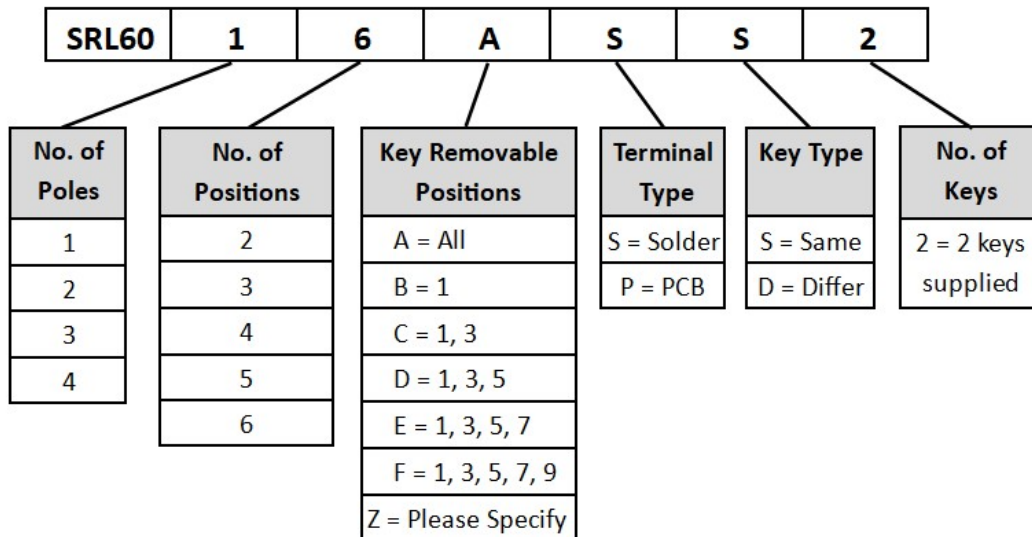 SRL60 1 6 A S S 2
No. of
Poles
1
2
3
4
No. of
Positions
2
3
4
5
6
Key Removable
Positions
A = All
B = 1
C = 1, 3
D = 1, 3, 5
E = 1, 3, 5, 7
F = 1, 3, 5, 7, 9
Z = Please Specify
Terminal
Type
S = Solder
P = PCB
Key Type
S = Same
D = Differ
No. of
Keys
2 = 2 keys
supplied